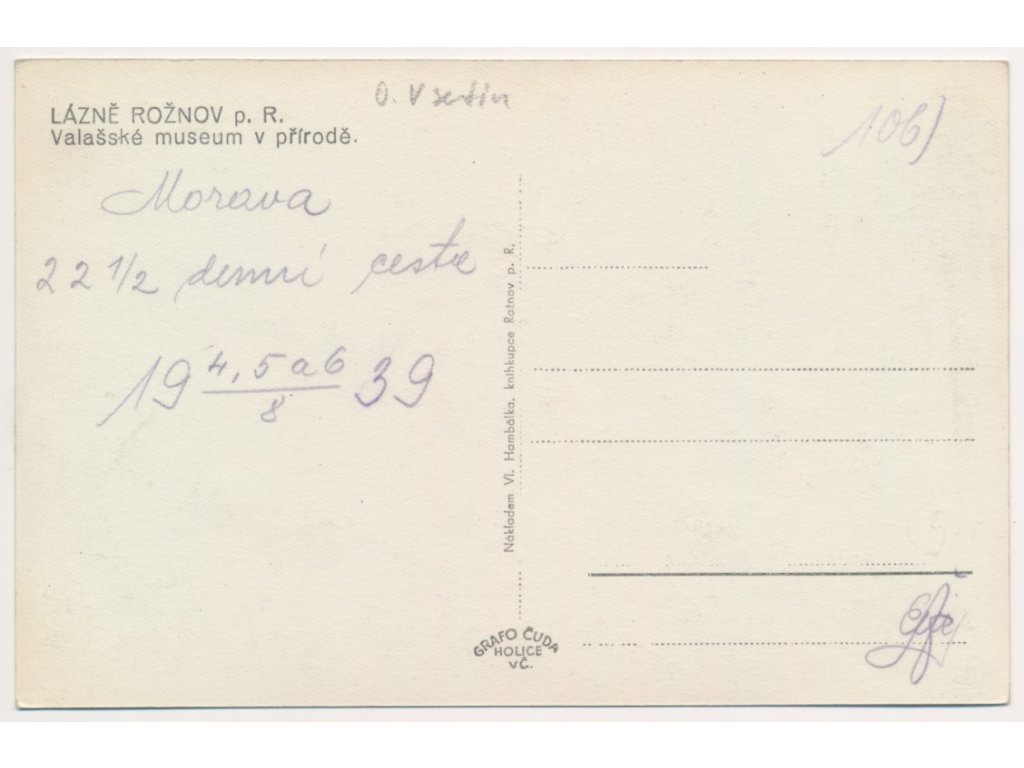 LÁZNĚ ROŽNOV p. R.
Valašské museum v přírodě.
O. Vsetín
106)
Morava
22 1/2 denní cesta
19 4, 5 a 6/8 39
Nákladem Vl. Hambálka, knihkupce Rožnov p. R.
GRAFO ČUDA
HOLICE
VČ.